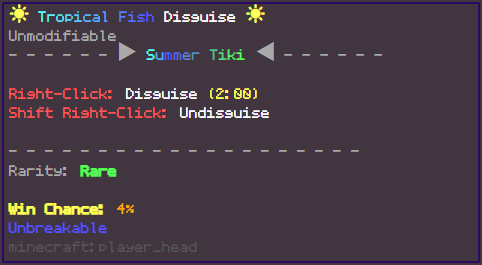 ☀ Tropical Fish Disguise ☀
Unmodifiable
- - - - - - ▶ Summer Tiki ◀ - - - - - -
Right-Click: Disguise (2:00)
Shift Right-Click: Undisguise
- - - - - - - - - - - - - - - - - - - - -
Rarity: Rare
Win Chance: 4%
Unbreakable
minecraft:player_head